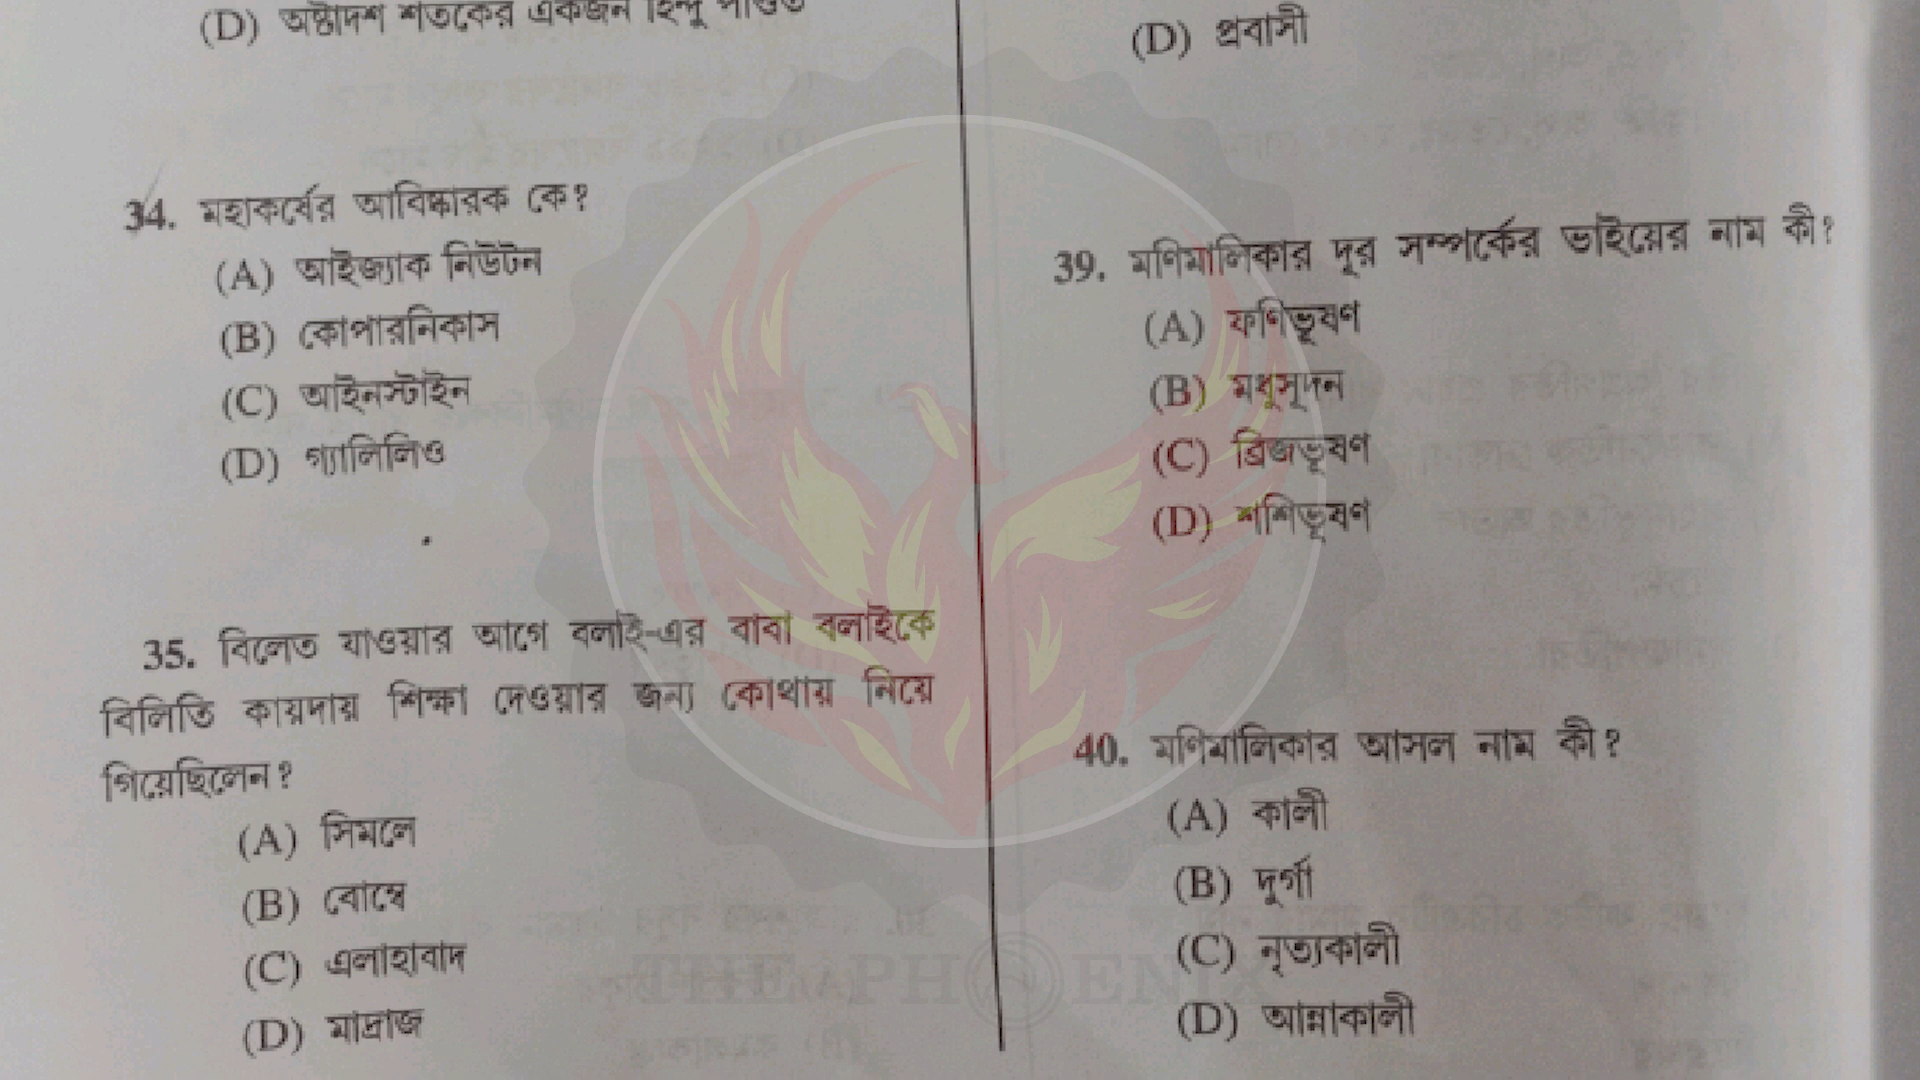 (D) অষ্টাদশ শতকের একজন হিন্দু পণ্ডিত
34. মহাকর্ষের আবিষ্কারক কে?
(A) আইজ্যাক নিউটন
(B) কোপারনিকাস
(C) আইনস্টাইন
(D) গ্যালিলিও
35. বিলেত যাওয়ার আগে বলাই-এর বাবা বলাইকে
বিলিতি কায়দায় শিক্ষা দেওয়ার জন্য কোথায় নিয়ে
গিয়েছিলেন?
(A) সিমলে
(B) বোম্বে
(C) এলাহাবাদ
(D) মাদ্রাজ
(D) প্রবাসী
39. মণিমালিকার দূর সম্পর্কের ভাইয়ের নাম কী?
(A) ফণিভূষণ
(B) মধুসূদন
(C) ব্রিজভূষণ
(D) শশিভূষণ
40. মণিমালিকার আসল নাম কী?
(A) কালী
(B) দুর্গা
(C) নৃত্যকালী
(D) আন্নাকালী
THE PHOENIX